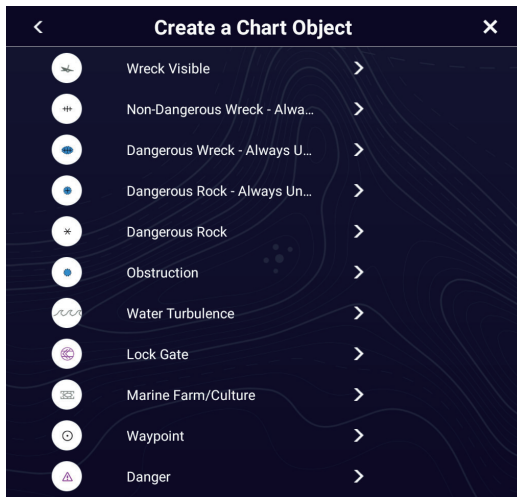 Create a Chart Object
Wreck Visible
Non-Dangerous Wreck - Alwa...
Dangerous Wreck - Always U...
Dangerous Rock - Always Un...
Dangerous Rock
Obstruction
Water Turbulence
Lock Gate
Marine Farm/Culture
Waypoint
Danger